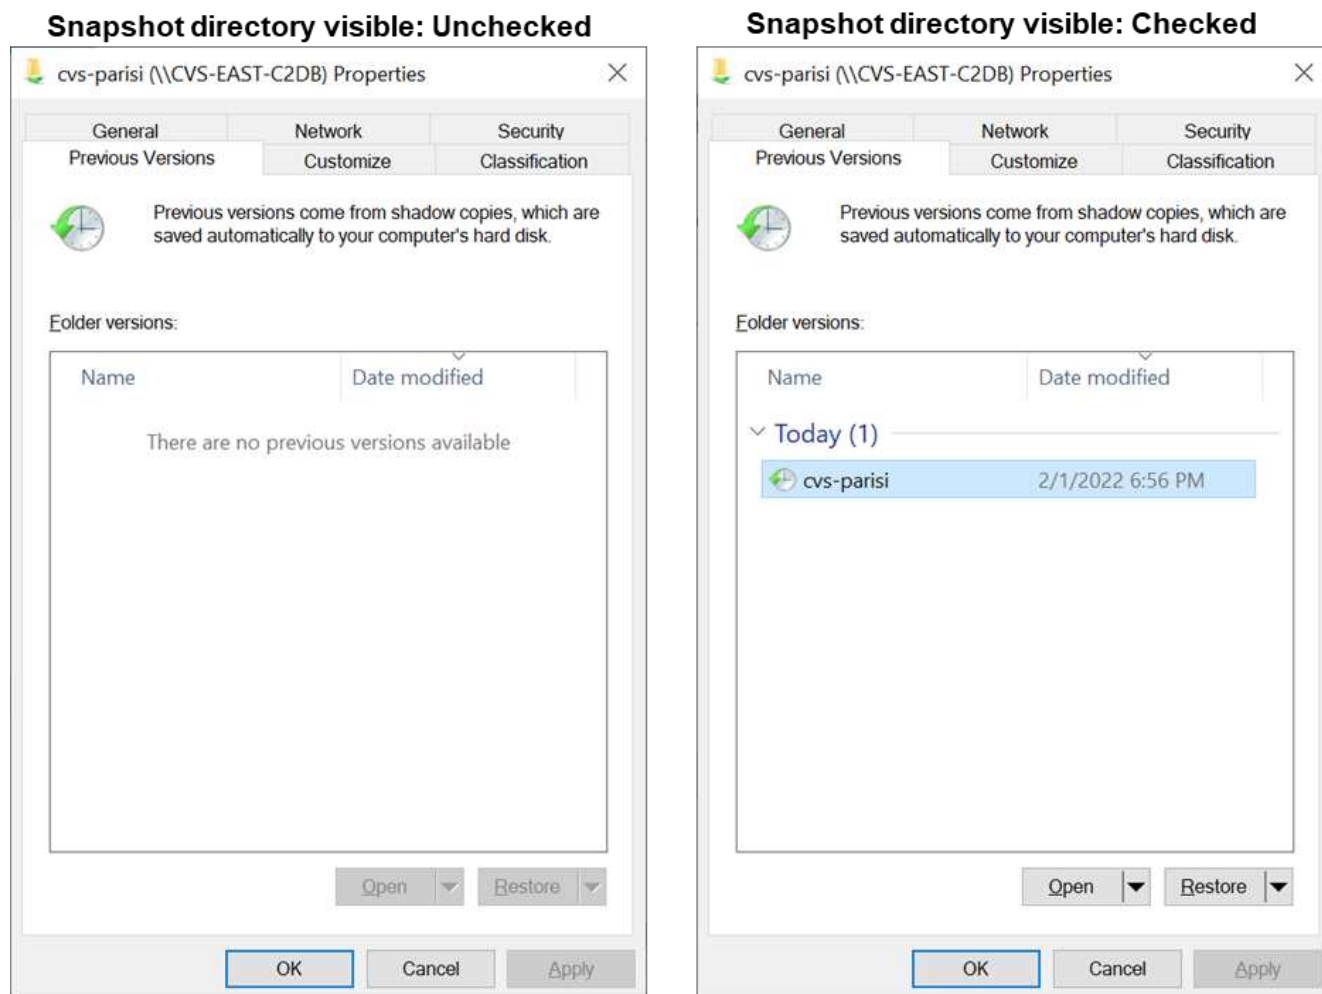 Snapshot directory visible: Unchecked
cvs-parisi (\\CVS-EAST-C2DB) Properties
General Network Security
Previous Versions Customize Classification
Previous versions come from shadow copies, which are
saved automatically to your computer's hard disk.
Folder versions:
Name Date modified
There are no previous versions available
Open Restore
OK Cancel Apply
Snapshot directory visible: Checked
cvs-parisi (\\CVS-EAST-C2DB) Properties
General Network Security
Previous Versions Customize Classification
Previous versions come from shadow copies, which are
saved automatically to your computer's hard disk.
Folder versions:
Name Date modified
Today (1)
cvs-parisi 2/1/2022 6:56 PM
Open Restore
OK Cancel Apply